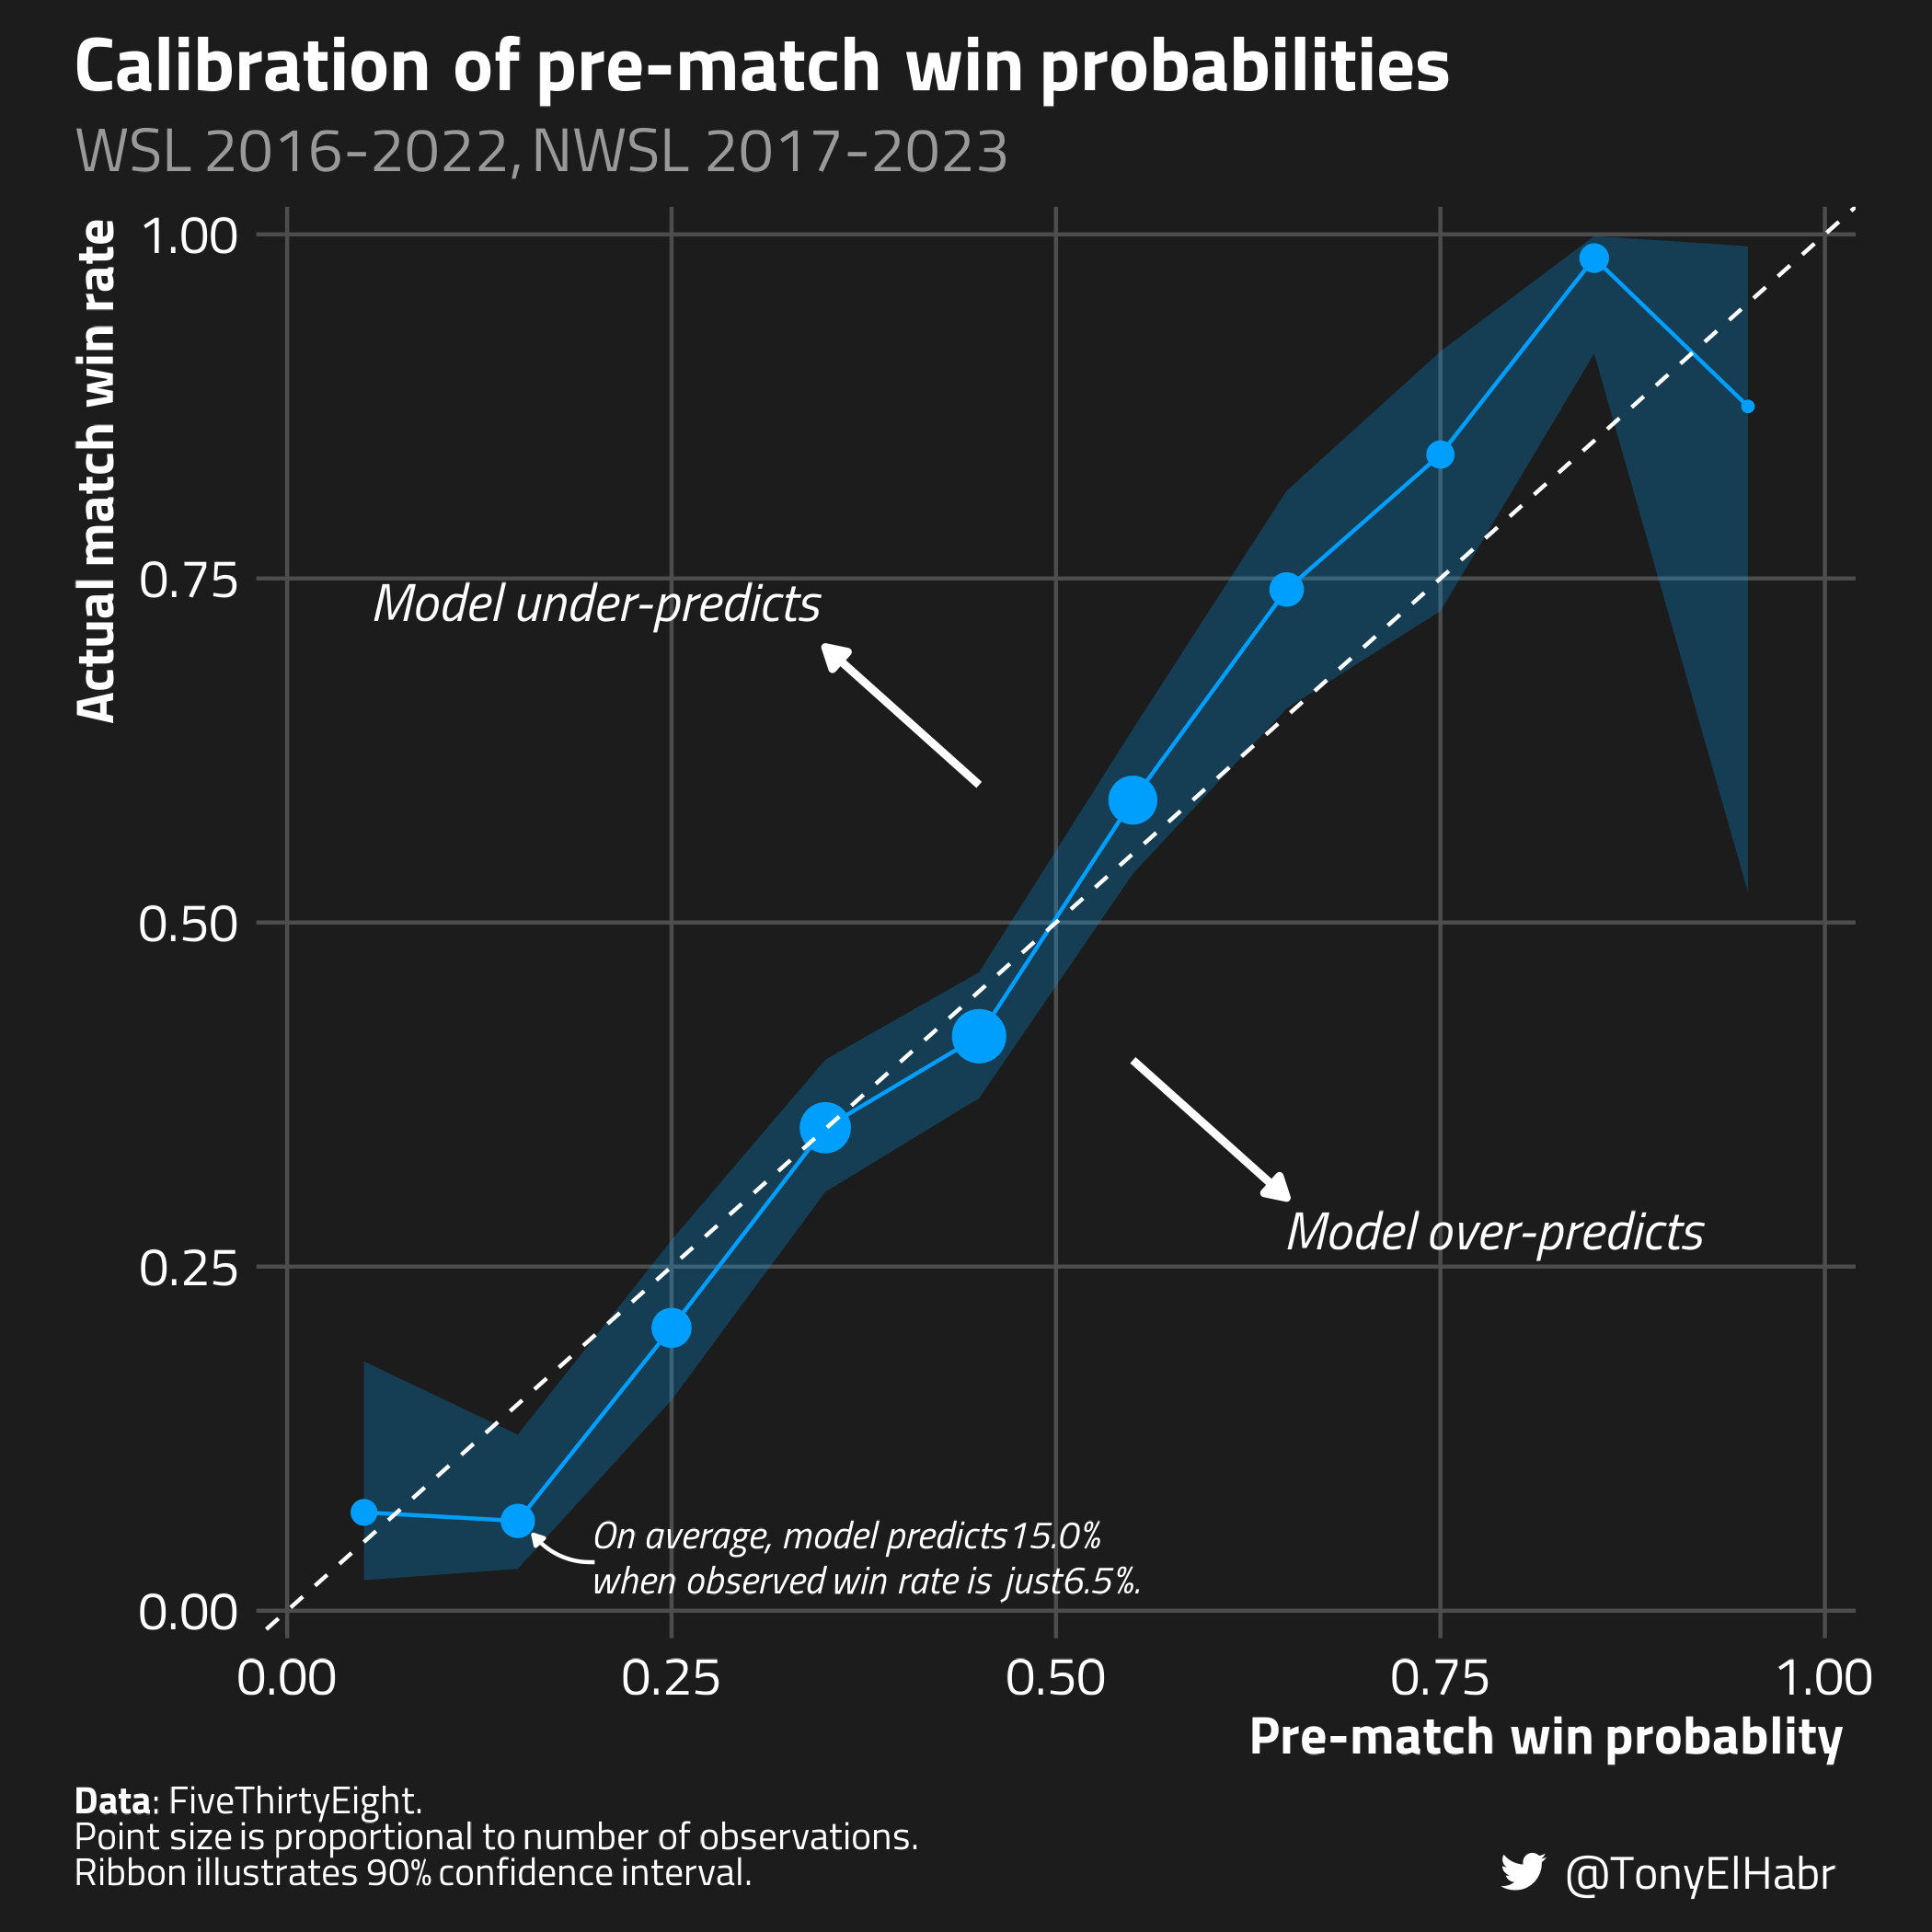 Calibration of pre-match win probabilities
WSL 2016-2022, NWSL 2017-2023
Actual match win rate
1.00
0.75
0.50
0.25
0.00
Model under-predicts
Model over-predicts
On average, model predicts 15.0%
when observed win rate is just 6.5%.
0.00 0.25 0.50 0.75 1.00
Pre-match win probablity
Data: FiveThirtyEight.
Point size is proportional to number of observations.
Ribbon illustrates 90% confidence interval.
@TonyElHabr